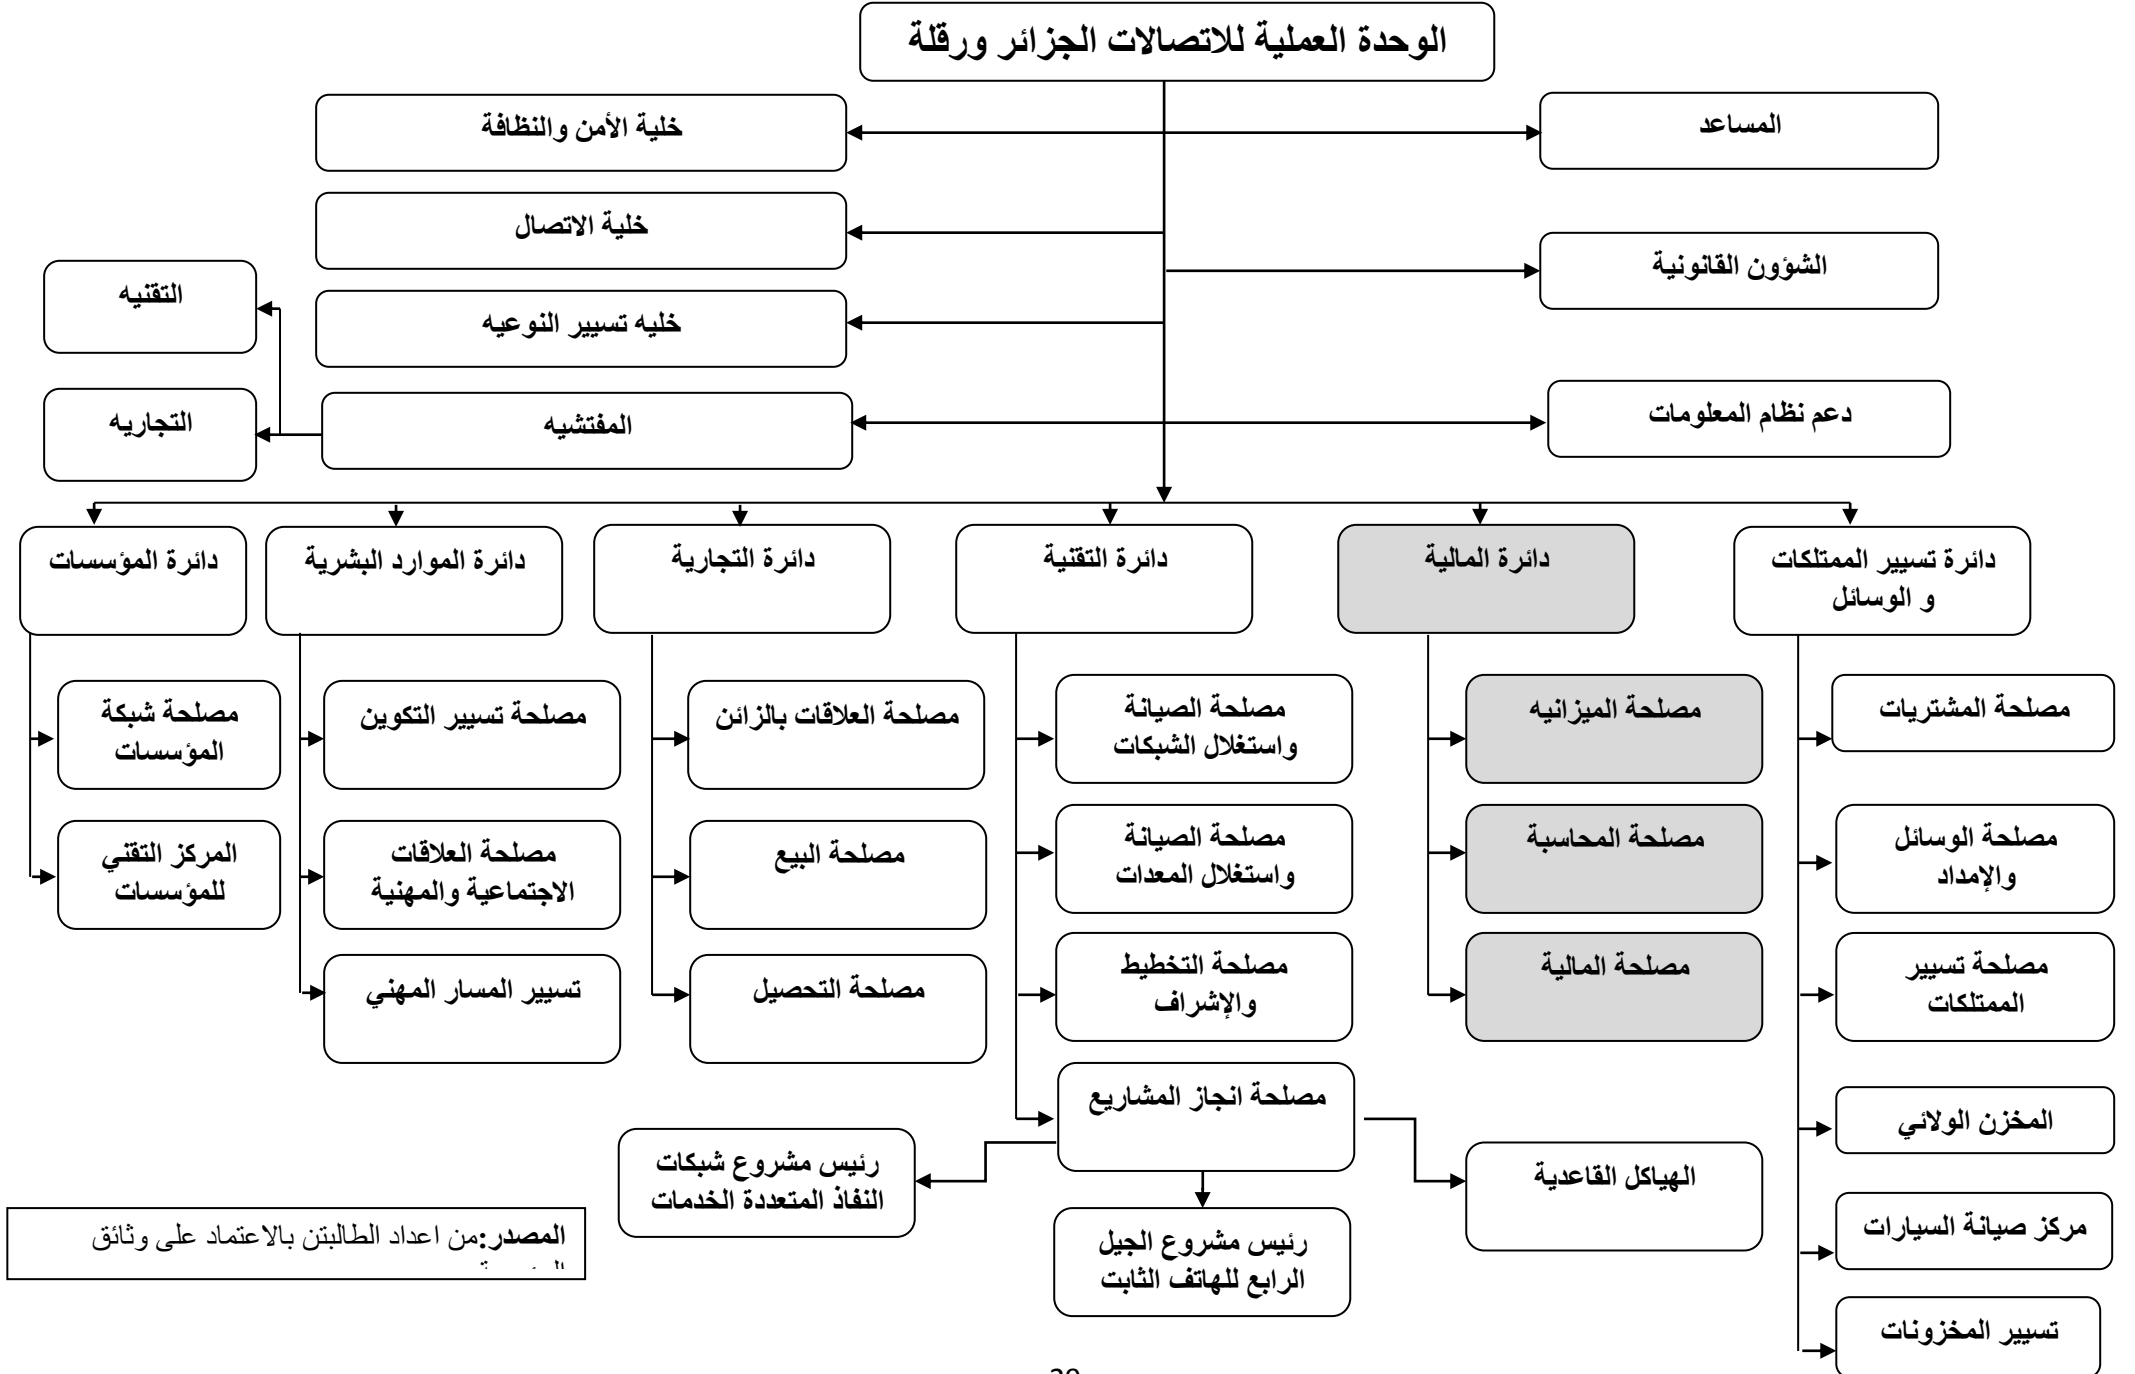 الوحدة العملية للاتصالات الجزائر ورقلة
المساعد
خلية الأمن والنظافة
خلية الاتصال
الشؤون القانونية
التقنيه
خليه تسيير النوعيه
دعم نظام المعلومات
المفتشيه
التجاريه
دائرة تسيير الممتلكات
و الوسائل
دائرة المالية
دائرة التقنية
دائرة التجارية
دائرة الموارد البشرية
دائرة المؤسسات
مصلحة المشتريات
مصلحة الميزانيه
مصلحة الصيانة
واستغلال الشبكات
مصلحة العلاقات بالزائن
مصلحة تسيير التكوين
مصلحة شبكة
المؤسسات
مصلحة الوسائل
والإمداد
مصلحة المحاسبة
مصلحة الصيانة
واستغلال المعدات
مصلحة البيع
مصلحة العلاقات
الاجتماعية والمهنية
المركز التقني
للمؤسسات
مصلحة تسيير
الممتلكات
مصلحة المالية
مصلحة التخطيط
والإشراف
مصلحة التحصيل
تسيير المسار المهني
المخزن الولائي
مصلحة انجاز المشاريع
الهياكل القاعدية
رئيس مشروع شبكات
النفاذ المتعددة الخدمات
مركز صيانة السيارات
رئيس مشروع الجيل
الرابع للهاتف الثابت
المصدر:من اعداد الطالبتن بالاعتماد على وثائق
تسيير المخزونات